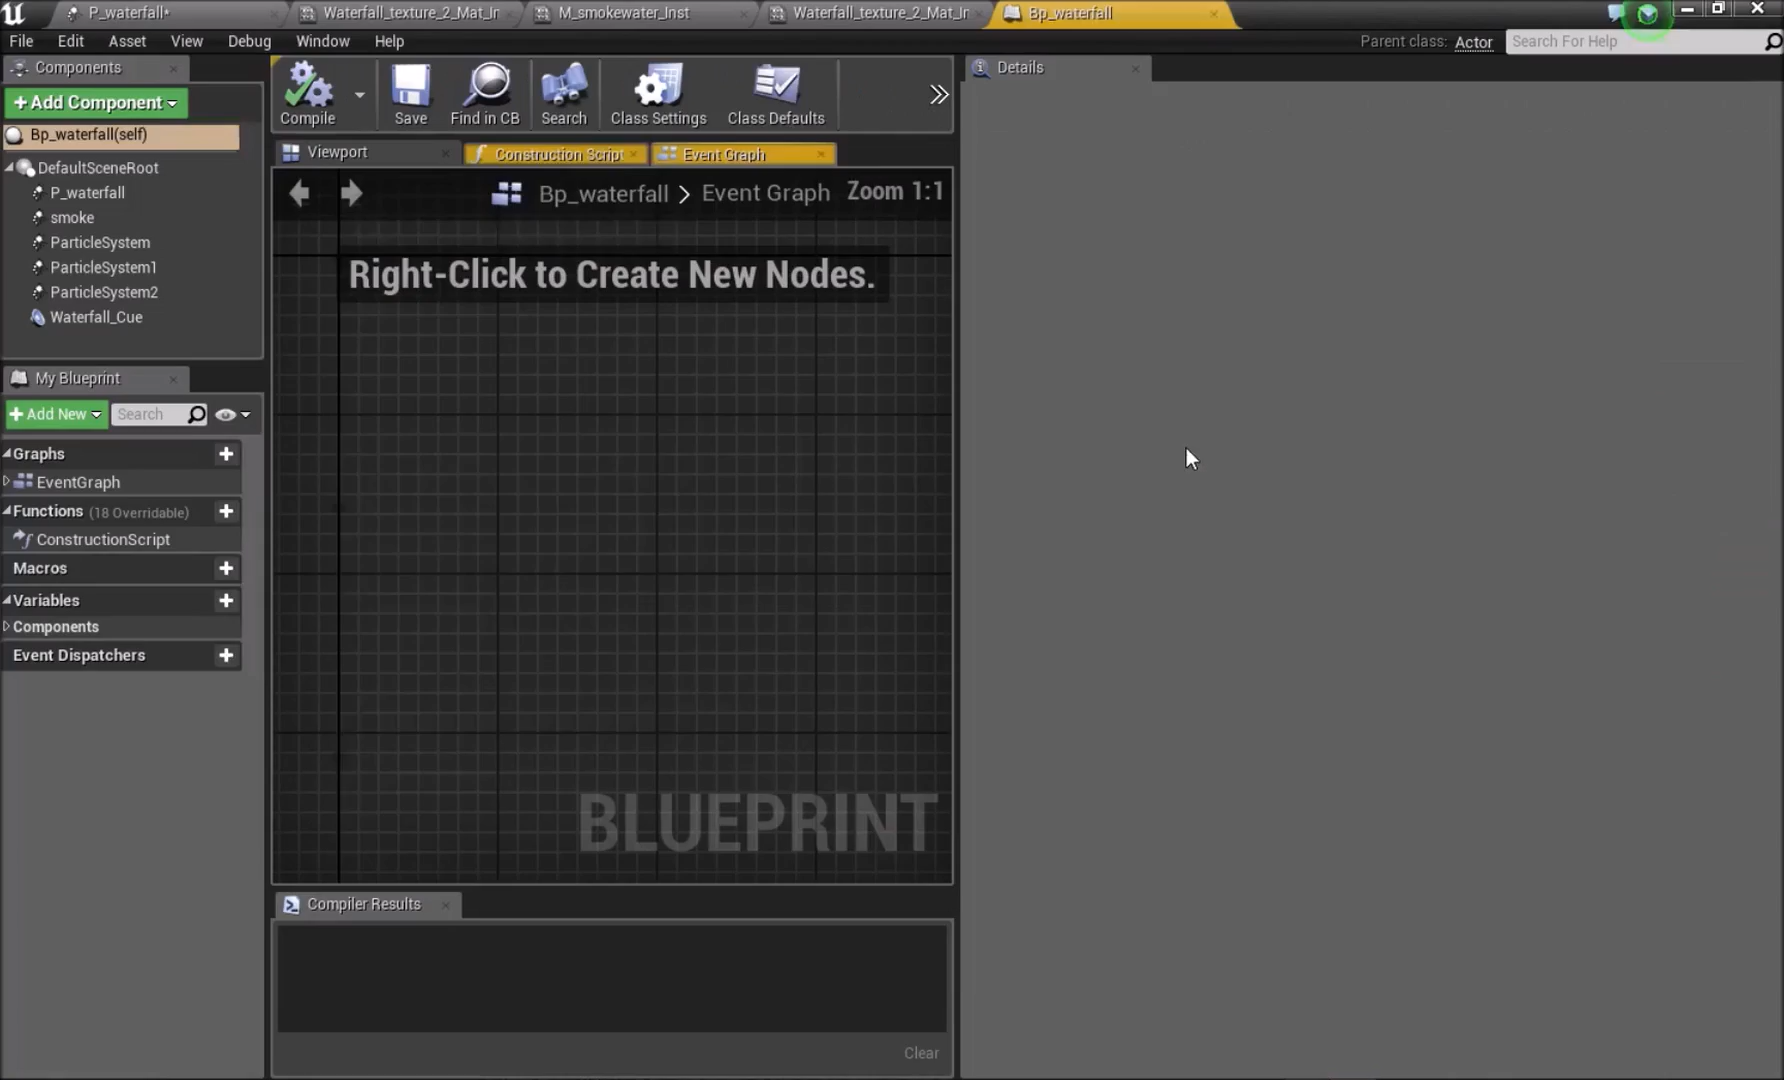 P_waterfall*
Waterfall_texture_2_Mat_Ir
M_smokewater_Inst
Waterfall_texture_2_Mat_Ir
Bp_waterfall
File Edit Asset View Debug Window Help
Parent class: Actor
Search For Help
Components
Add Component
Bp_waterfall(self)
DefaultSceneRoot
P_waterfall
smoke
ParticleSystem
ParticleSystem1
ParticleSystem2
Waterfall_Cue
My Blueprint
Add New
Search
Graphs
EventGraph
Functions (18 Overridable)
ConstructionScript
Macros
Variables
Components
Event Dispatchers
Compile
Save
Find in CB
Search
Class Settings
Class Defaults
Viewport
Construction Script
Event Graph
Bp_waterfall > Event Graph
Zoom 1:1
Right-Click to Create New Nodes.
BLUEPRINT
Compiler Results
Clear
Details